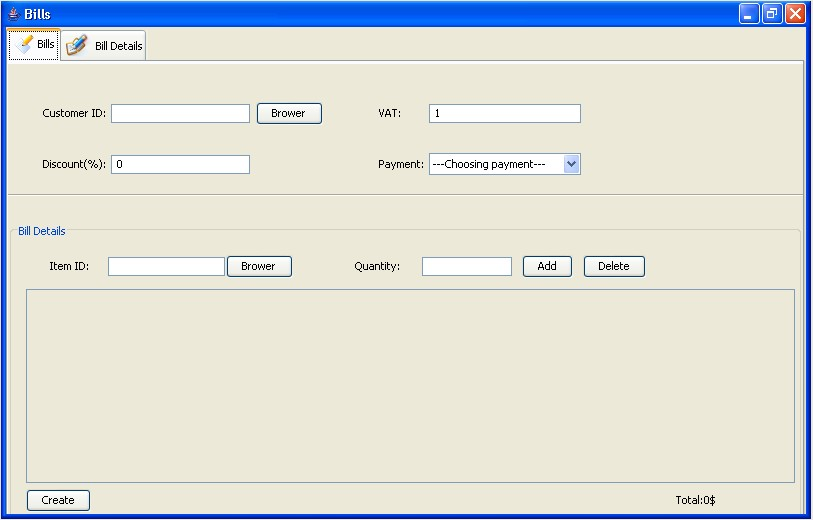 Bills
Bills Bill Details
Customer ID: Brower VAT: 1
Discount(%): 0 Payment: ---Choosing payment---
Bill Details
Item ID: Brower Quantity: Add Delete
Create Total:0$